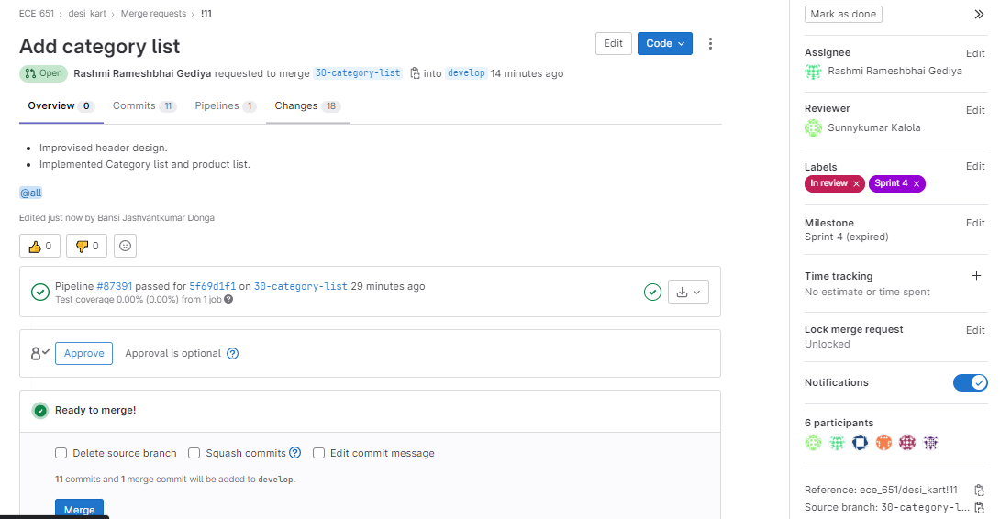 ECE_651 › desi_kart › Merge requests › !11
Add category list
Edit
Code
Open Rashmi Rameshbhai Gediya requested to merge 30-category-list into develop 14 minutes ago
Overview 0 Commits 11 Pipelines 1 Changes 18
• Improvised header design.
• Implemented Category list and product list.
@all
Edited just now by Bansi Jashvantkumar Donga
0 0
Pipeline #87391 passed for 5f69d1f1 on 30-category-list 29 minutes ago
Test coverage 0.00% (0.00%) from 1 job ?
Approve Approval is optional ?
Ready to merge!
Delete source branch Squash commits ? Edit commit message
11 commits and 1 merge commit will be added to develop.
Merge
Mark as done
Assignee Edit
Rashmi Rameshbhai Gediya
Reviewer Edit
Sunnykumar Kalola
Labels Edit
In review × Sprint 4 ×
Milestone Edit
Sprint 4 (expired)
Time tracking +
No estimate or time spent
Lock merge request Edit
Unlocked
Notifications
6 participants
Reference: ece_651/desi_kart!11
Source branch: 30-category-l...